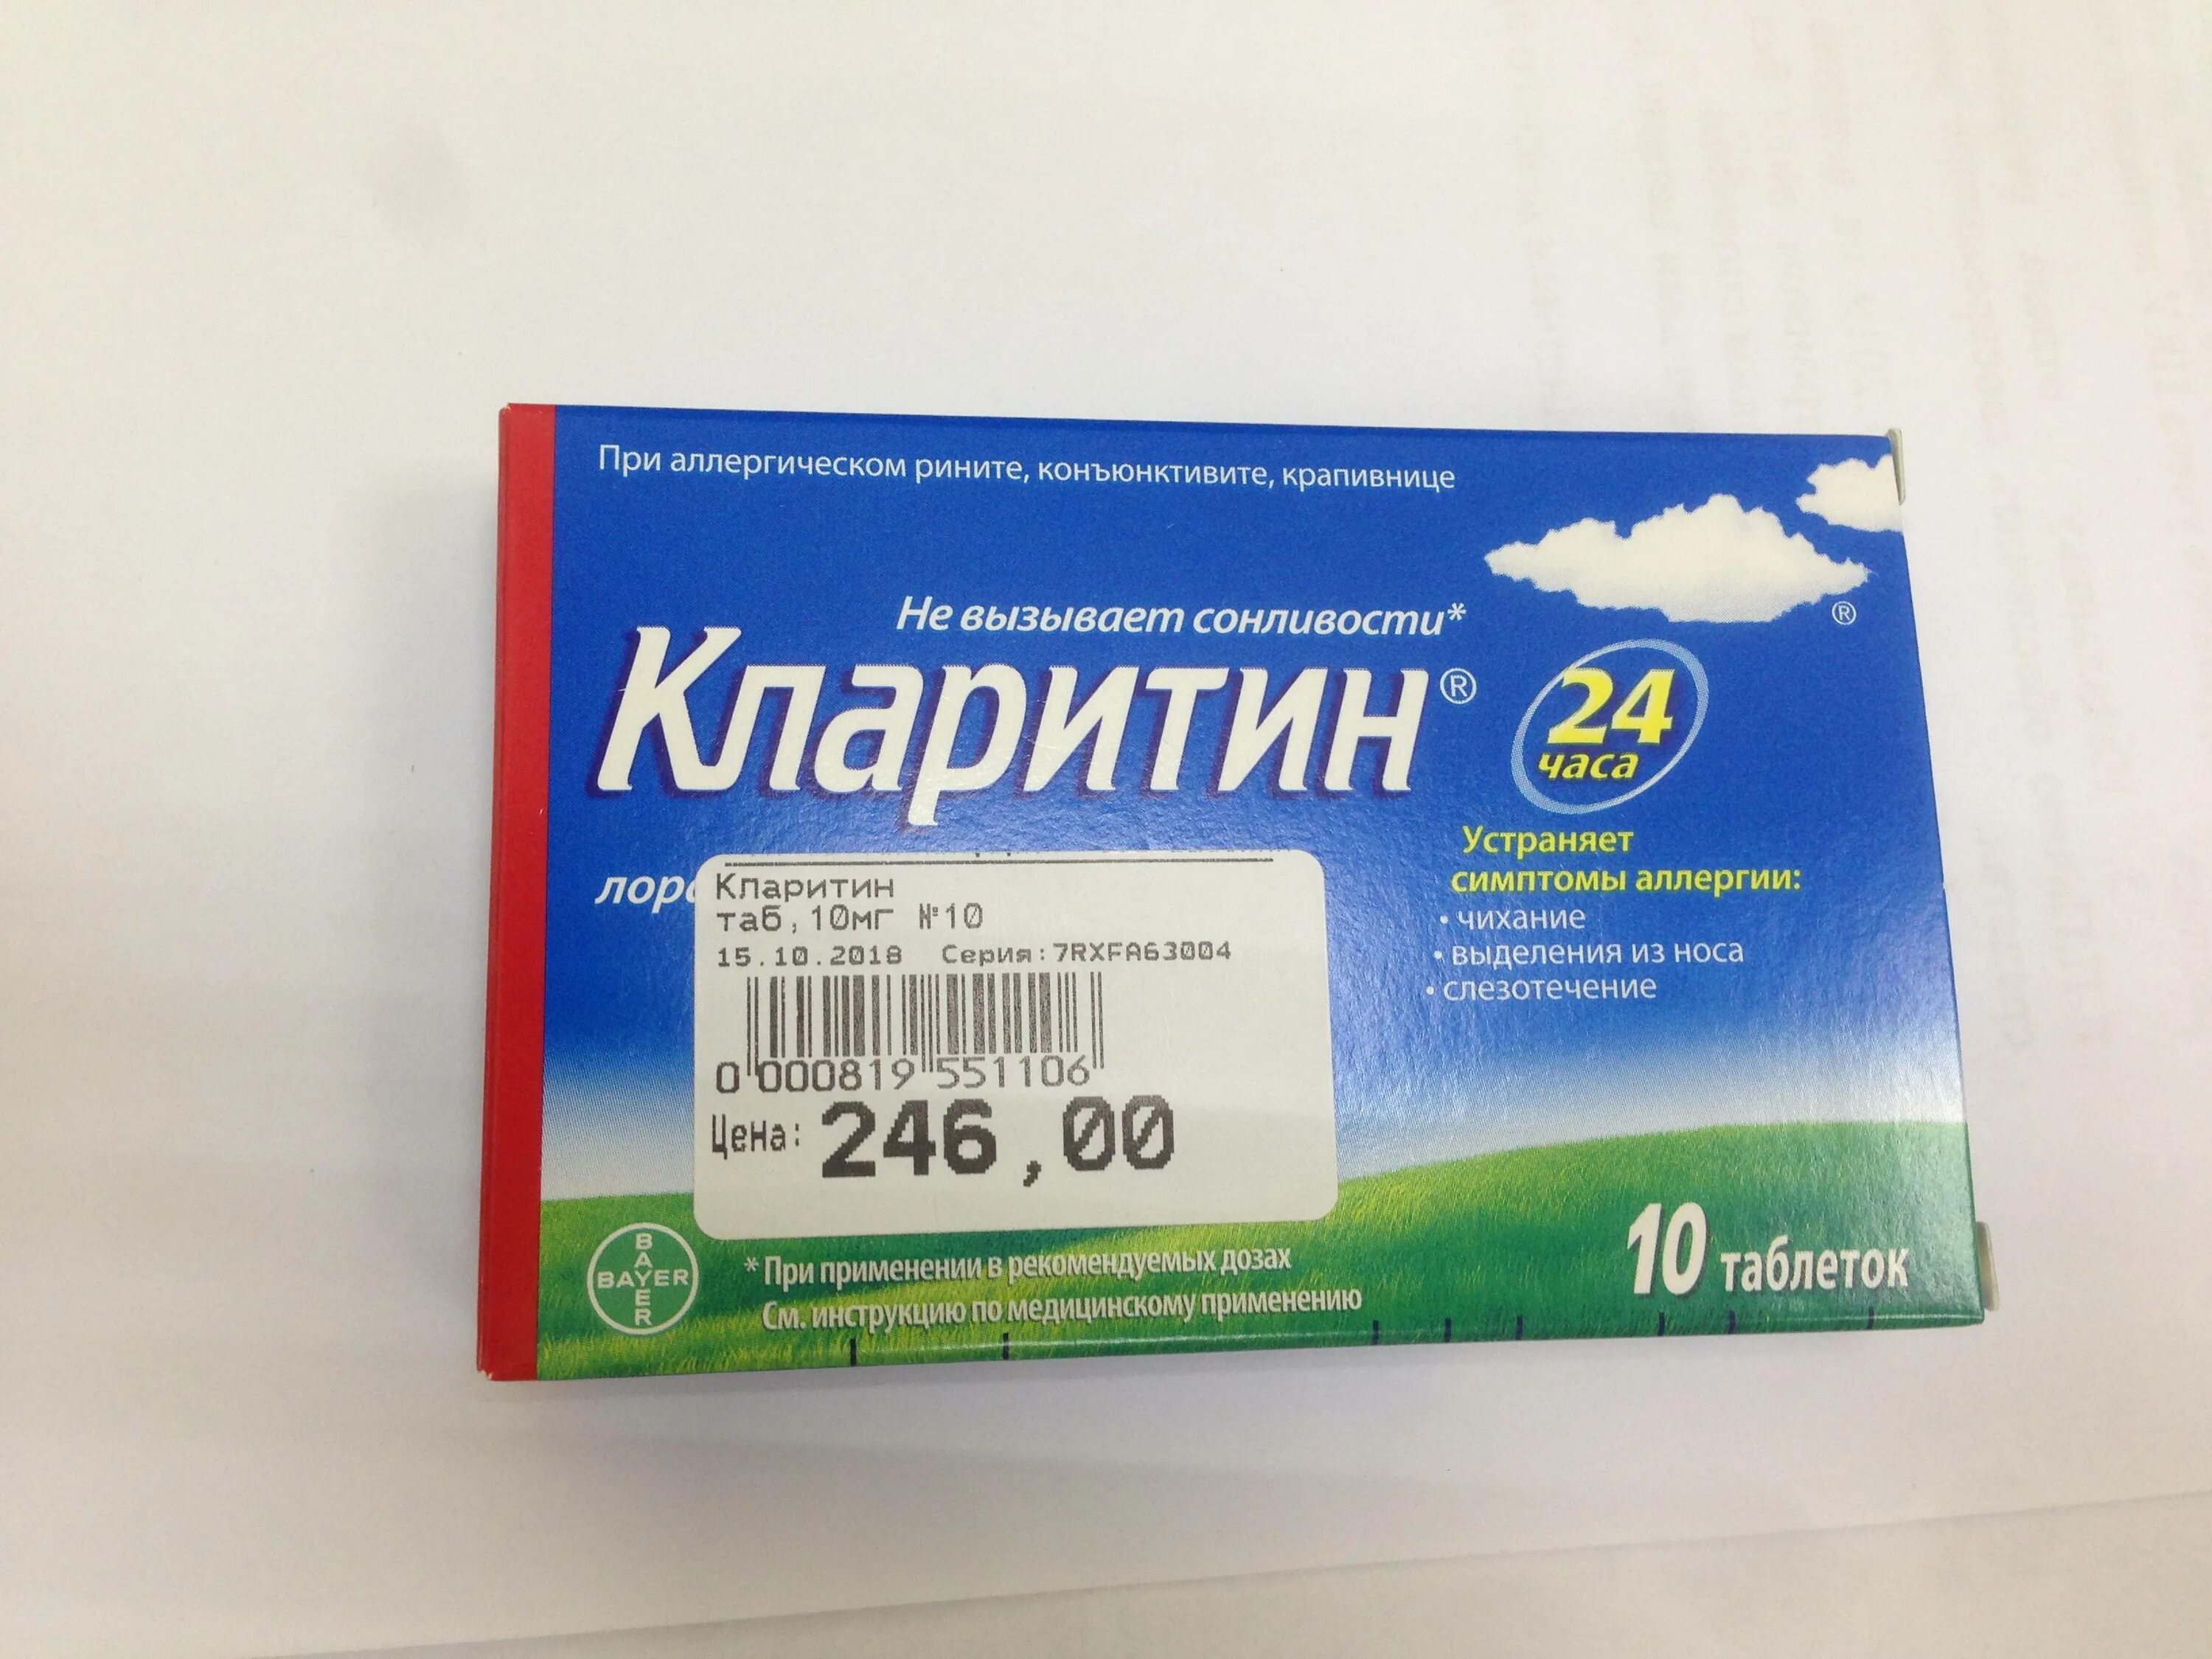 При аллергическом рините, конъюнктивите, крапивнице
®
Не вызывает сонливости*
Кларитин®
24
часа
Устраняет
симптомы аллергии:
• чихание
• выделения из носа
• слезотечение
Кларитин
таб,10мг №10
15.10.2018 Серия:7RXFA63004
0 000819 551106
Цена: 246,00
BAYER
BAYER
* При применении в рекомендуемых дозах
См. инструкцию по медицинскому применению
10 таблеток